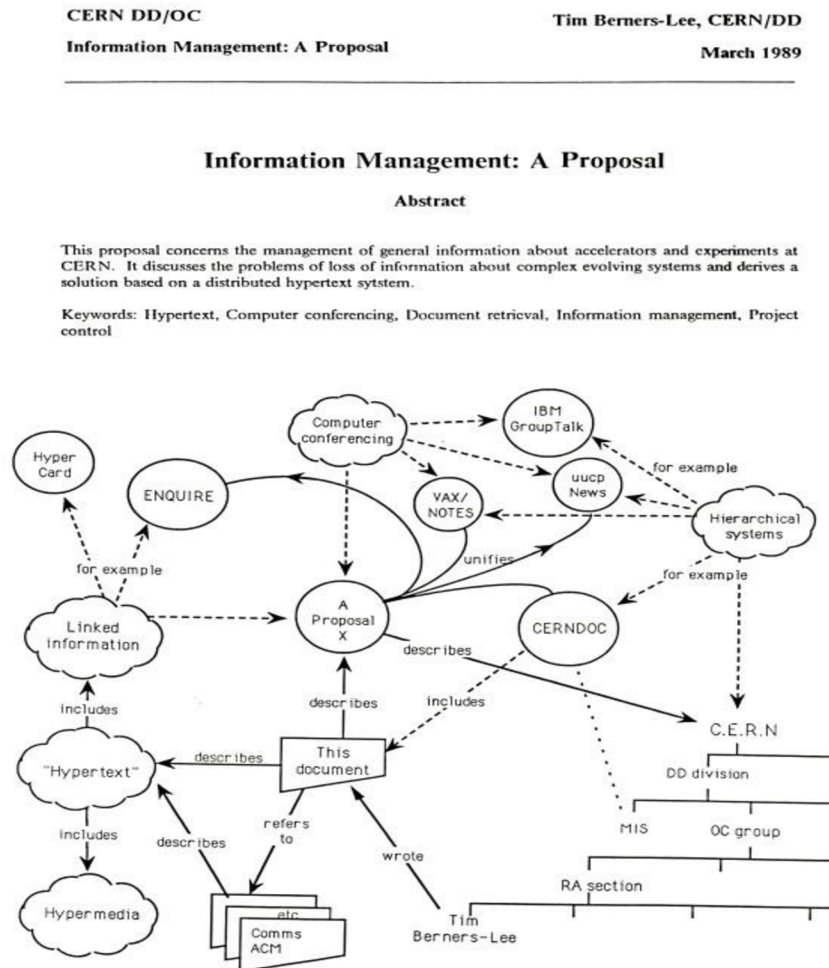 CERN DD/OC
Tim Berners-Lee, CERN/DD
Information Management: A Proposal
March 1989
Information Management: A Proposal
Abstract
This proposal concerns the management of general information about accelerators and experiments at
CERN. It discusses the problems of loss of information about complex evolving systems and derives a
solution based on a distributed hypertext sytstem.
Keywords: Hypertext, Computer conferencing, Document retrieval, Information management, Project
control
Computer
conferencing
IBM
GroupTalk
Hyper
Card
ENQUIRE
VAX/
NOTES
uucp
News
for example
Hierarchical
systems
unifies
for example
for example
Linked
information
A
Proposal
X
CERNDOC
describes
includes
describes
includes
C.E.R.N
"Hypertext"
describes
This
document
DD division
includes
describes
refers
to
wrote
MIS
OC group
Hypermedia
etc
Comms
ACM
RA section
Tim
Berners-Lee